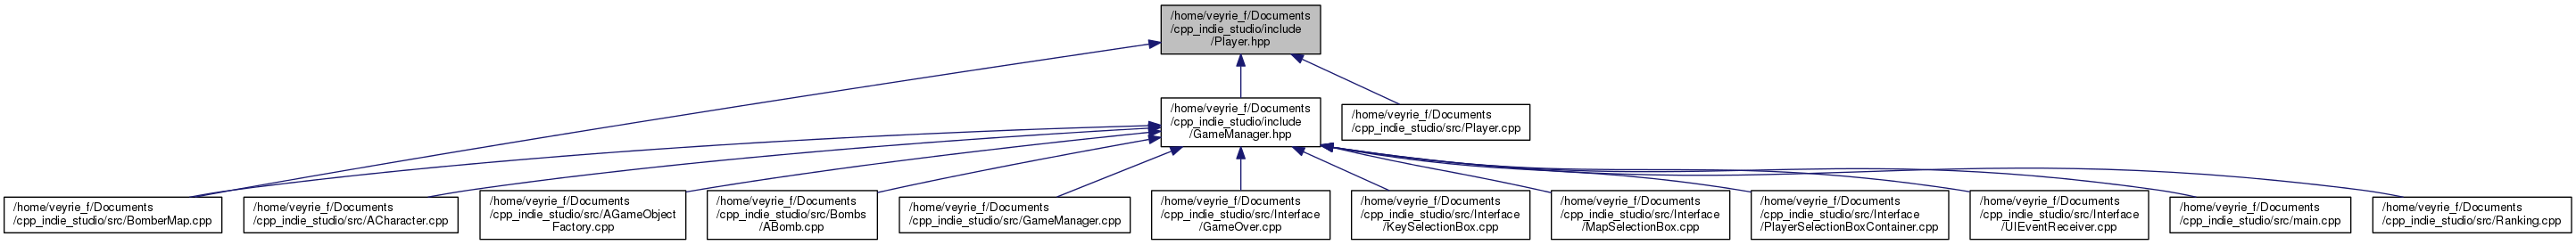 /home/veyrie_f/Documents
/cpp_indie_studio/include
/Player.hpp
/home/veyrie_f/Documents
/cpp_indie_studio/include
/GameManager.hpp
/home/veyrie_f/Documents
/cpp_indie_studio/src/Player.cpp
/home/veyrie_f/Documents
/cpp_indie_studio/src/BomberMap.cpp
/home/veyrie_f/Documents
/cpp_indie_studio/src/ACharacter.cpp
/home/veyrie_f/Documents
/cpp_indie_studio/src/AGameObject
Factory.cpp
/home/veyrie_f/Documents
/cpp_indie_studio/src/Bombs
/ABomb.cpp
/home/veyrie_f/Documents
/cpp_indie_studio/src/GameManager.cpp
/home/veyrie_f/Documents
/cpp_indie_studio/src/Interface
/GameOver.cpp
/home/veyrie_f/Documents
/cpp_indie_studio/src/Interface
/KeySelectionBox.cpp
/home/veyrie_f/Documents
/cpp_indie_studio/src/Interface
/MapSelectionBox.cpp
/home/veyrie_f/Documents
/cpp_indie_studio/src/Interface
/PlayerSelectionBoxContainer.cpp
/home/veyrie_f/Documents
/cpp_indie_studio/src/Interface
/UIEventReceiver.cpp
/home/veyrie_f/Documents
/cpp_indie_studio/src/main.cpp
/home/veyrie_f/Documents
/cpp_indie_studio/src/Ranking.cpp